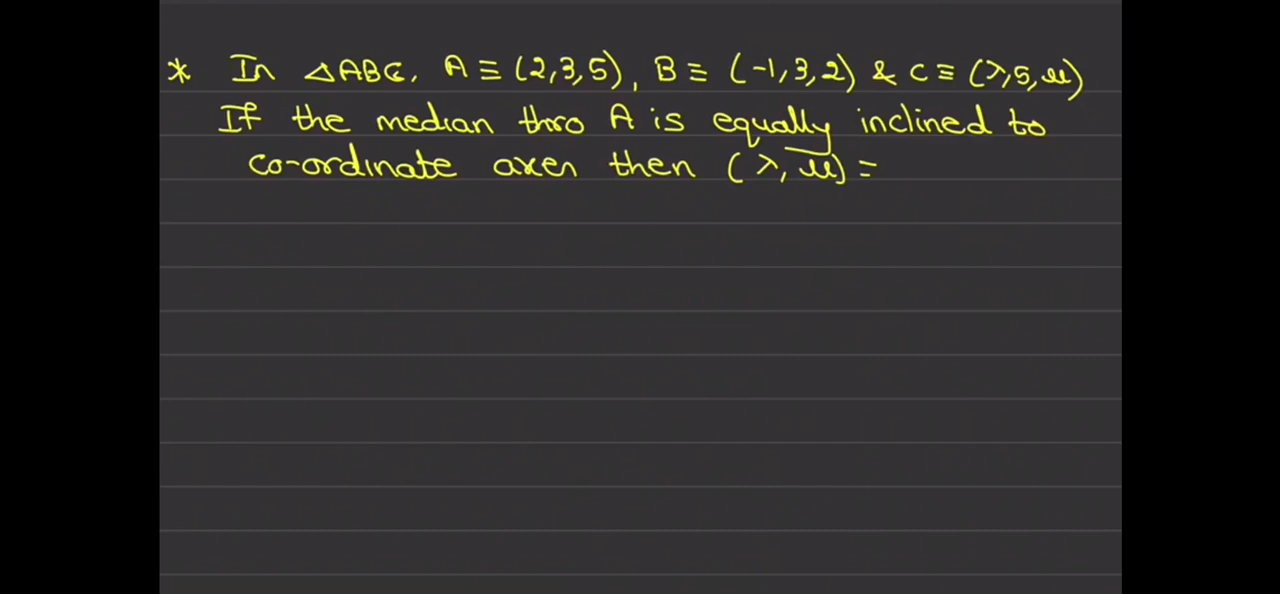 * In △ABC, A ≡ (2,3,5), B ≡ (-1,3,2) & C ≡ (λ,5,μ)
If the median thro A is equally inclined to
co-ordinate axes then (λ, μ) =